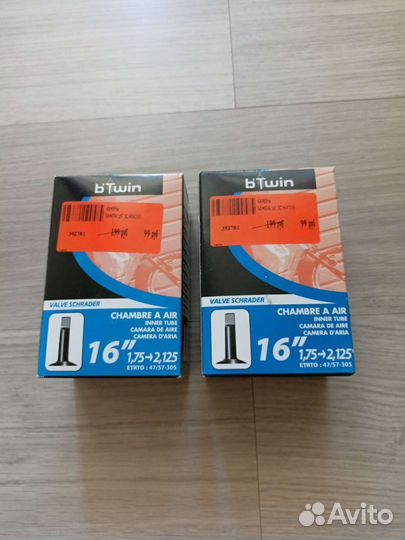 b'Twin
392701
199 ₽
99 ₽
VALVE SCHRADER
CHAMBRE A AIR
INNER TUBE
CAMARA DE AIRE
CAMERA D'ARIA
16" 1,75→2,125
ETRTO : 47/57-305
b'Twin
392701
199 ₽
99 ₽
VALVE SCHRADER
CHAMBRE A AIR
INNER TUBE
CAMARA DE AIRE
CAMERA D'ARIA
16" 1,75→2,125
ETRTO : 47/57-305
Avito